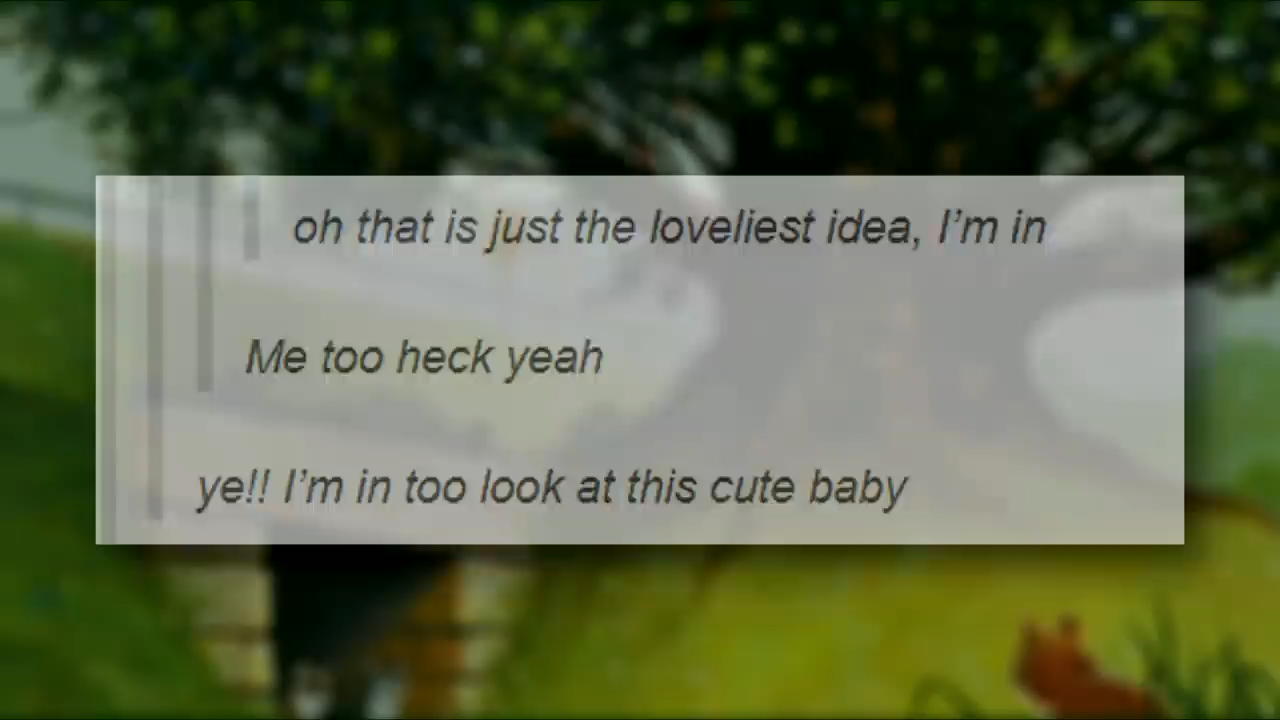 oh that is just the loveliest idea, I’m in
Me too heck yeah
ye!! I’m in too look at this cute baby